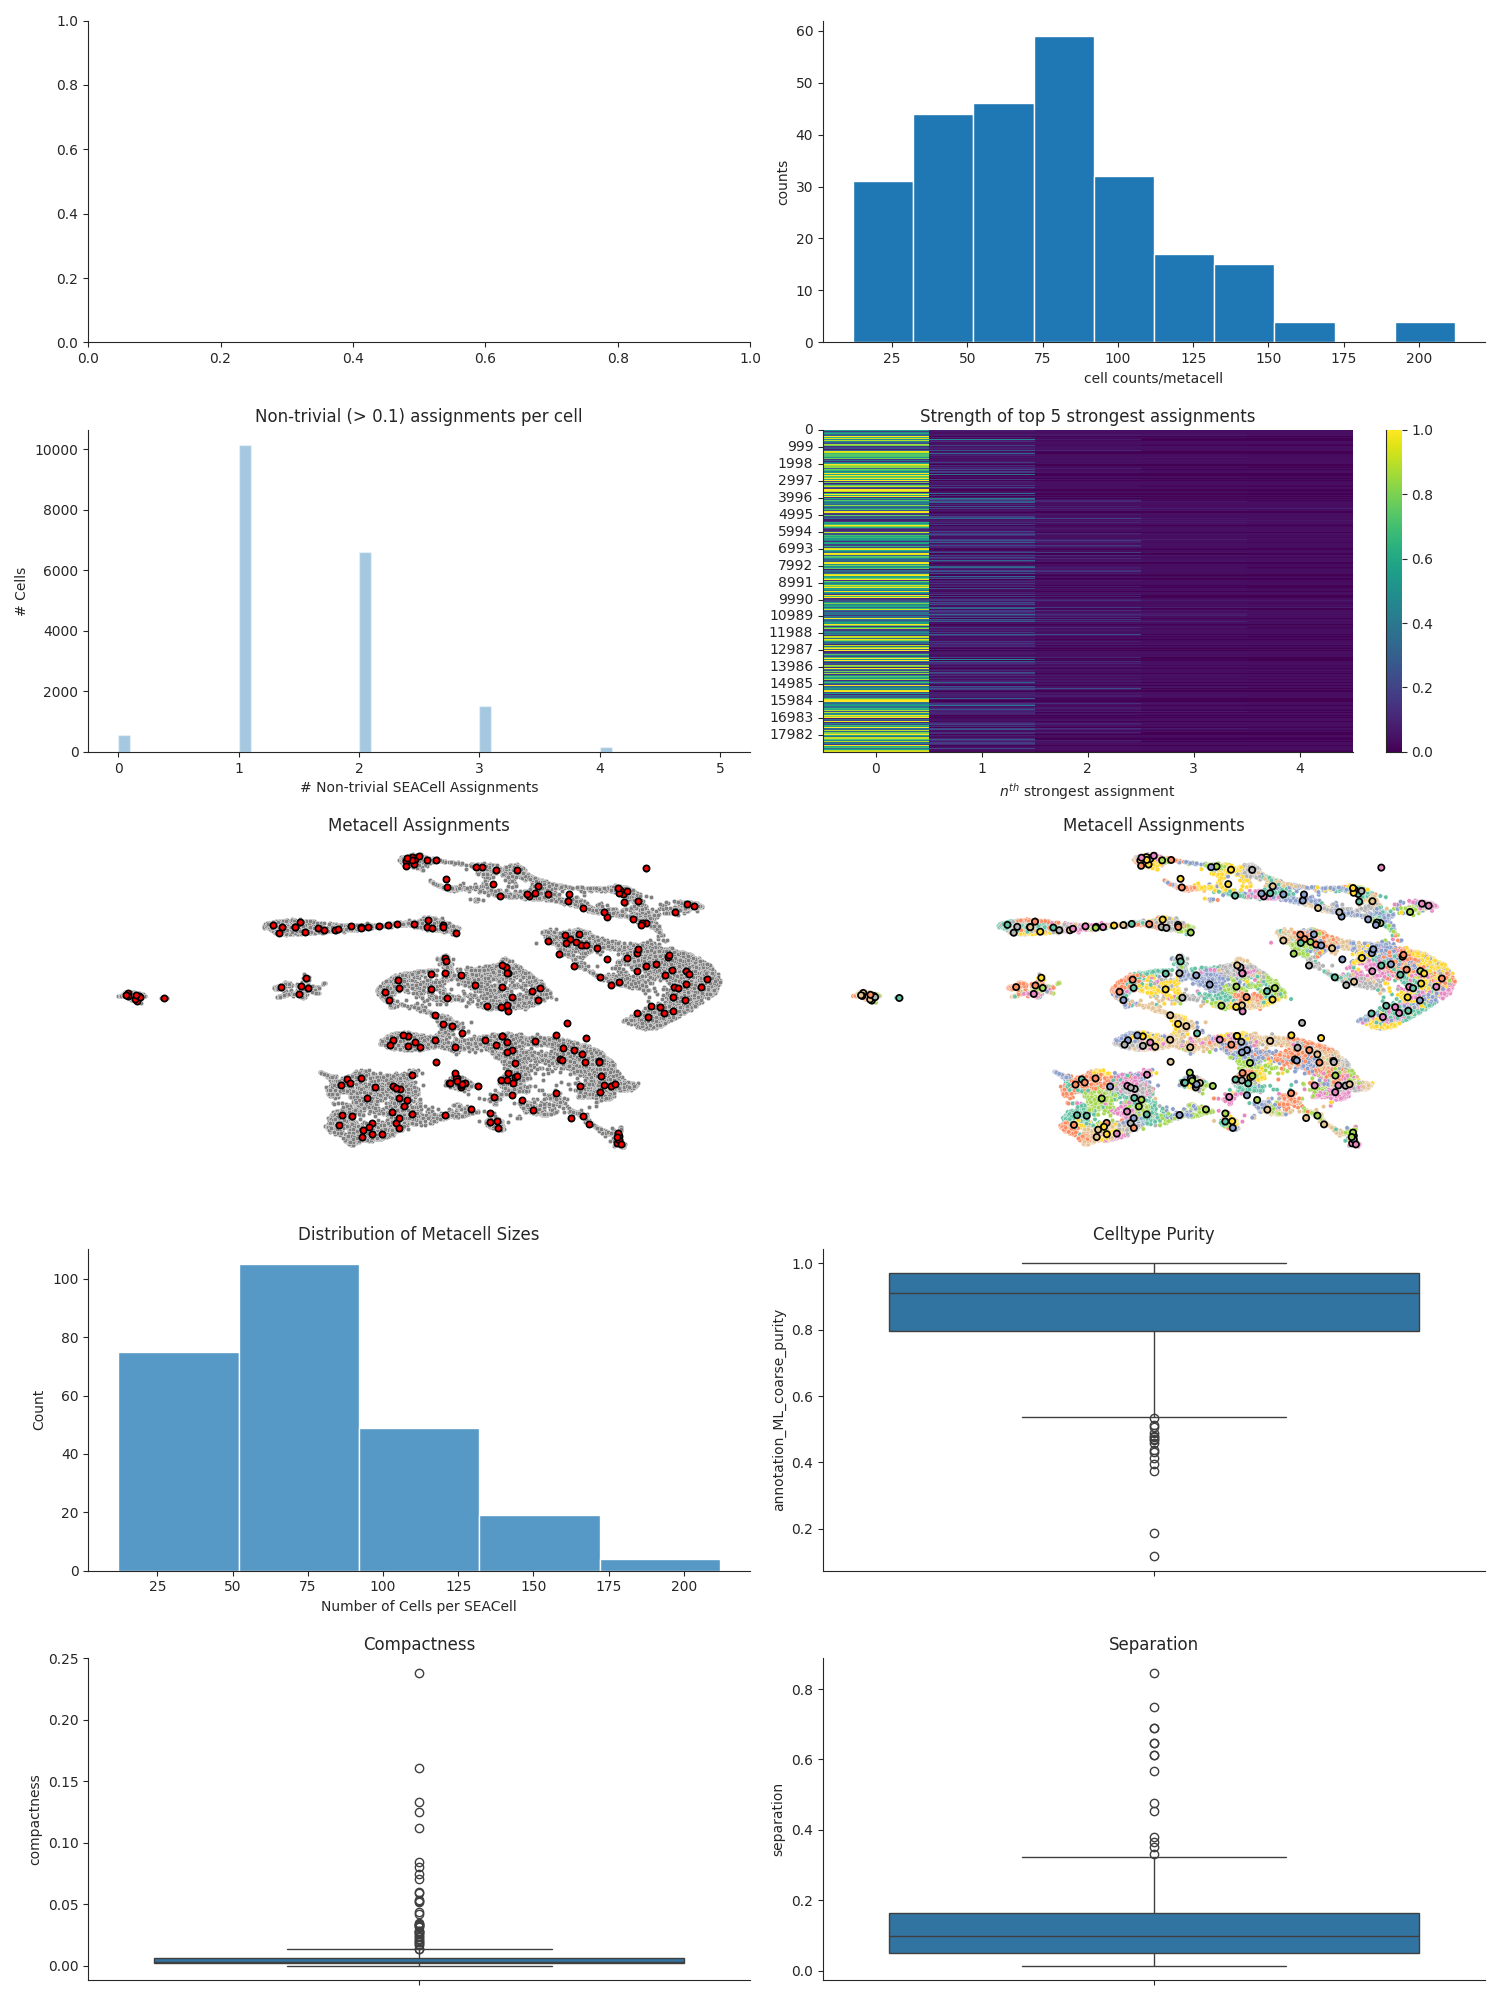 1.0
0.8
0.6
0.4
0.2
0.0
0.0 0.2 0.4 0.6 0.8 1.0
60
50
40
30
20
10
0
counts
25 50 75 100 125 150 175 200
cell counts/metacell
Non-trivial (> 0.1) assignments per cell
10000
8000
6000
4000
2000
0
# Cells
0 1 2 3 4 5
# Non-trivial SEACell Assignments
Strength of top 5 strongest assignments
0
999
1998
2997
3996
4995
5994
6993
7992
8991
9990
10989
11988
12987
13986
14985
15984
16983
17982
0 1 2 3 4
nth strongest assignment
1.0
0.8
0.6
0.4
0.2
0.0
Metacell Assignments
Metacell Assignments
Distribution of Metacell Sizes
100
80
60
40
20
0
Count
25 50 75 100 125 150 175 200
Number of Cells per SEACell
Celltype Purity
1.0
0.8
0.6
0.4
0.2
annotation_ML_coarse_purity
Compactness
0.25
0.20
0.15
0.10
0.05
0.00
compactness
Separation
0.8
0.6
0.4
0.2
0.0
separation